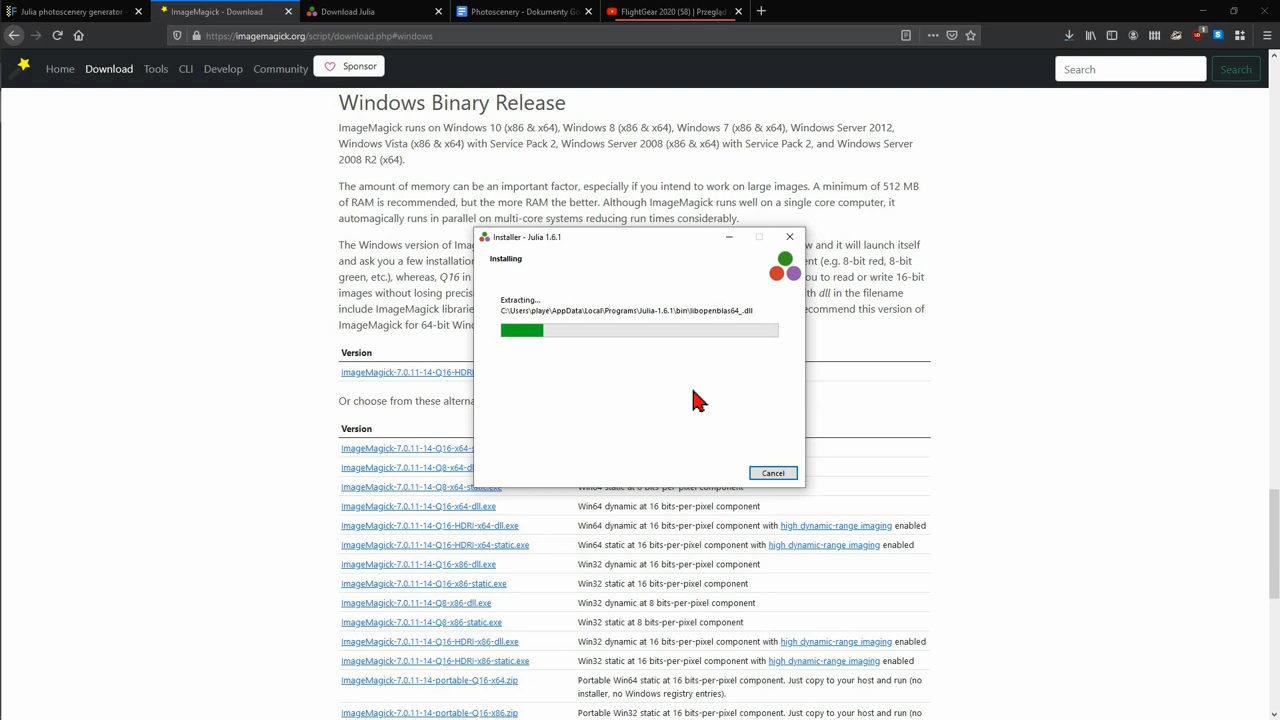 Julia photoscenery generator -
ImageMagick - Download
Download Julia
Photoscenery - Dokumenty G
FlightGear 2020 (58) | Przegląd
https://imagemagick.org/script/download.php#windows
Home Download Tools CLI Develop Community Sponsor
Search Search
Windows Binary Release
ImageMagick runs on Windows 10 (x86 & x64), Windows 8 (x86 & x64), Windows 7 (x86 & x64), Windows Server 2012,
Windows Vista (x86 & x64) with Service Pack 2, Windows Server 2008 (x86 & x64) with Service Pack 2, and Windows Server
2008 R2 (x64).
The amount of memory can be an important factor, especially if you intend to work on large images. A minimum of 512 MB
of RAM is recommended, but the more RAM the better. Although ImageMagick runs well on a single core computer, it
automagically runs in parallel on multi-core systems reducing run times considerably.
The Windows version of Ima
w and it will launch itself
and ask you a few installation
ent (e.g. 8-bit red, 8-bit
green, etc.), whereas, Q16 in
ou to read or write 16-bit
images without losing precis
th dll in the filename
include ImageMagick libraries
recommend this version of
ImageMagick for 64-bit Wind
Installer - Julia 1.6.1
Installing
Extracting...
C:\Users\playe\AppData\Local\Programs\Julia-1.6.1\bin\libopenblas64_.dll
Cancel
Version
ImageMagick-7.0.11-14-Q16-HDRI
Or choose from these alterna
Version
ImageMagick-7.0.11-14-Q16-x64-s
ImageMagick-7.0.11-14-Q8-x64-dl
ImageMagick-7.0.11-14-Q8-x64-static.exe Win64 static at 8 bits-per-pixel component
ImageMagick-7.0.11-14-Q16-x64-dll.exe Win64 dynamic at 16 bits-per-pixel component
ImageMagick-7.0.11-14-Q16-HDRI-x64-dll.exe Win64 dynamic at 16 bits-per-pixel component with high dynamic-range imaging enabled
ImageMagick-7.0.11-14-Q16-HDRI-x64-static.exe Win64 static at 16 bits-per-pixel component with high dynamic-range imaging enabled
ImageMagick-7.0.11-14-Q16-x86-dll.exe Win32 dynamic at 16 bits-per-pixel component
ImageMagick-7.0.11-14-Q16-x86-static.exe Win32 static at 16 bits-per-pixel component
ImageMagick-7.0.11-14-Q8-x86-dll.exe Win32 dynamic at 8 bits-per-pixel component
ImageMagick-7.0.11-14-Q8-x86-static.exe Win32 static at 8 bits-per-pixel component
ImageMagick-7.0.11-14-Q16-HDRI-x86-dll.exe Win32 dynamic at 16 bits-per-pixel component with high dynamic-range imaging enabled
ImageMagick-7.0.11-14-Q16-HDRI-x86-static.exe Win32 static at 16 bits-per-pixel component with high dynamic-range imaging enabled
ImageMagick-7.0.11-14-portable-Q16-x64.zip Portable Win64 static at 16 bits-per-pixel component. Just copy to your host and run (no
installer, no Windows registry entries).
ImageMagick-7.0.11-14-portable-Q16-x86.zip Portable Win32 static at 16 bits-per-pixel component. Just copy to your host and run (no